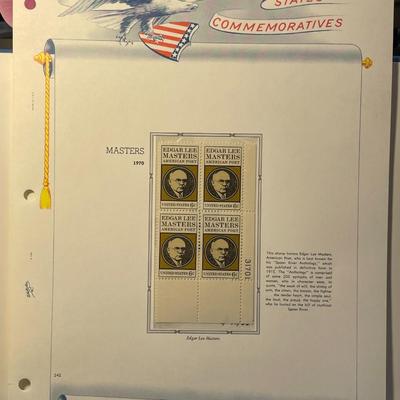 STATES
COMMEMORATIVES
MASTERS
1970
EDGAR LEE
MASTERS
AMERICAN POET
UNITED STATES 6c
EDGAR LEE
MASTERS
AMERICAN POET
UNITED STATES 6c
EDGAR LEE
MASTERS
AMERICAN POET
UNITED STATES 6c
EDGAR LEE
MASTERS
AMERICAN POET
UNITED STATES 6c
Edgar Lee Masters
This stamp honors Edgar Lee Masters,
American Poet, who is best known for
his "Spoon River Anthology," which
was published in definitive form in
1915. The "Anthology" is comprised
of some 250 epitaphs of men and
women, who in character were, to
quote, "the weak of will, the strong of
arm, the clown, the boozer, the fighter
the tender heart, the simple soul,
the loud, the proud, the happy one,"
who lie buried on the hill of mythical
Spoon River.
242